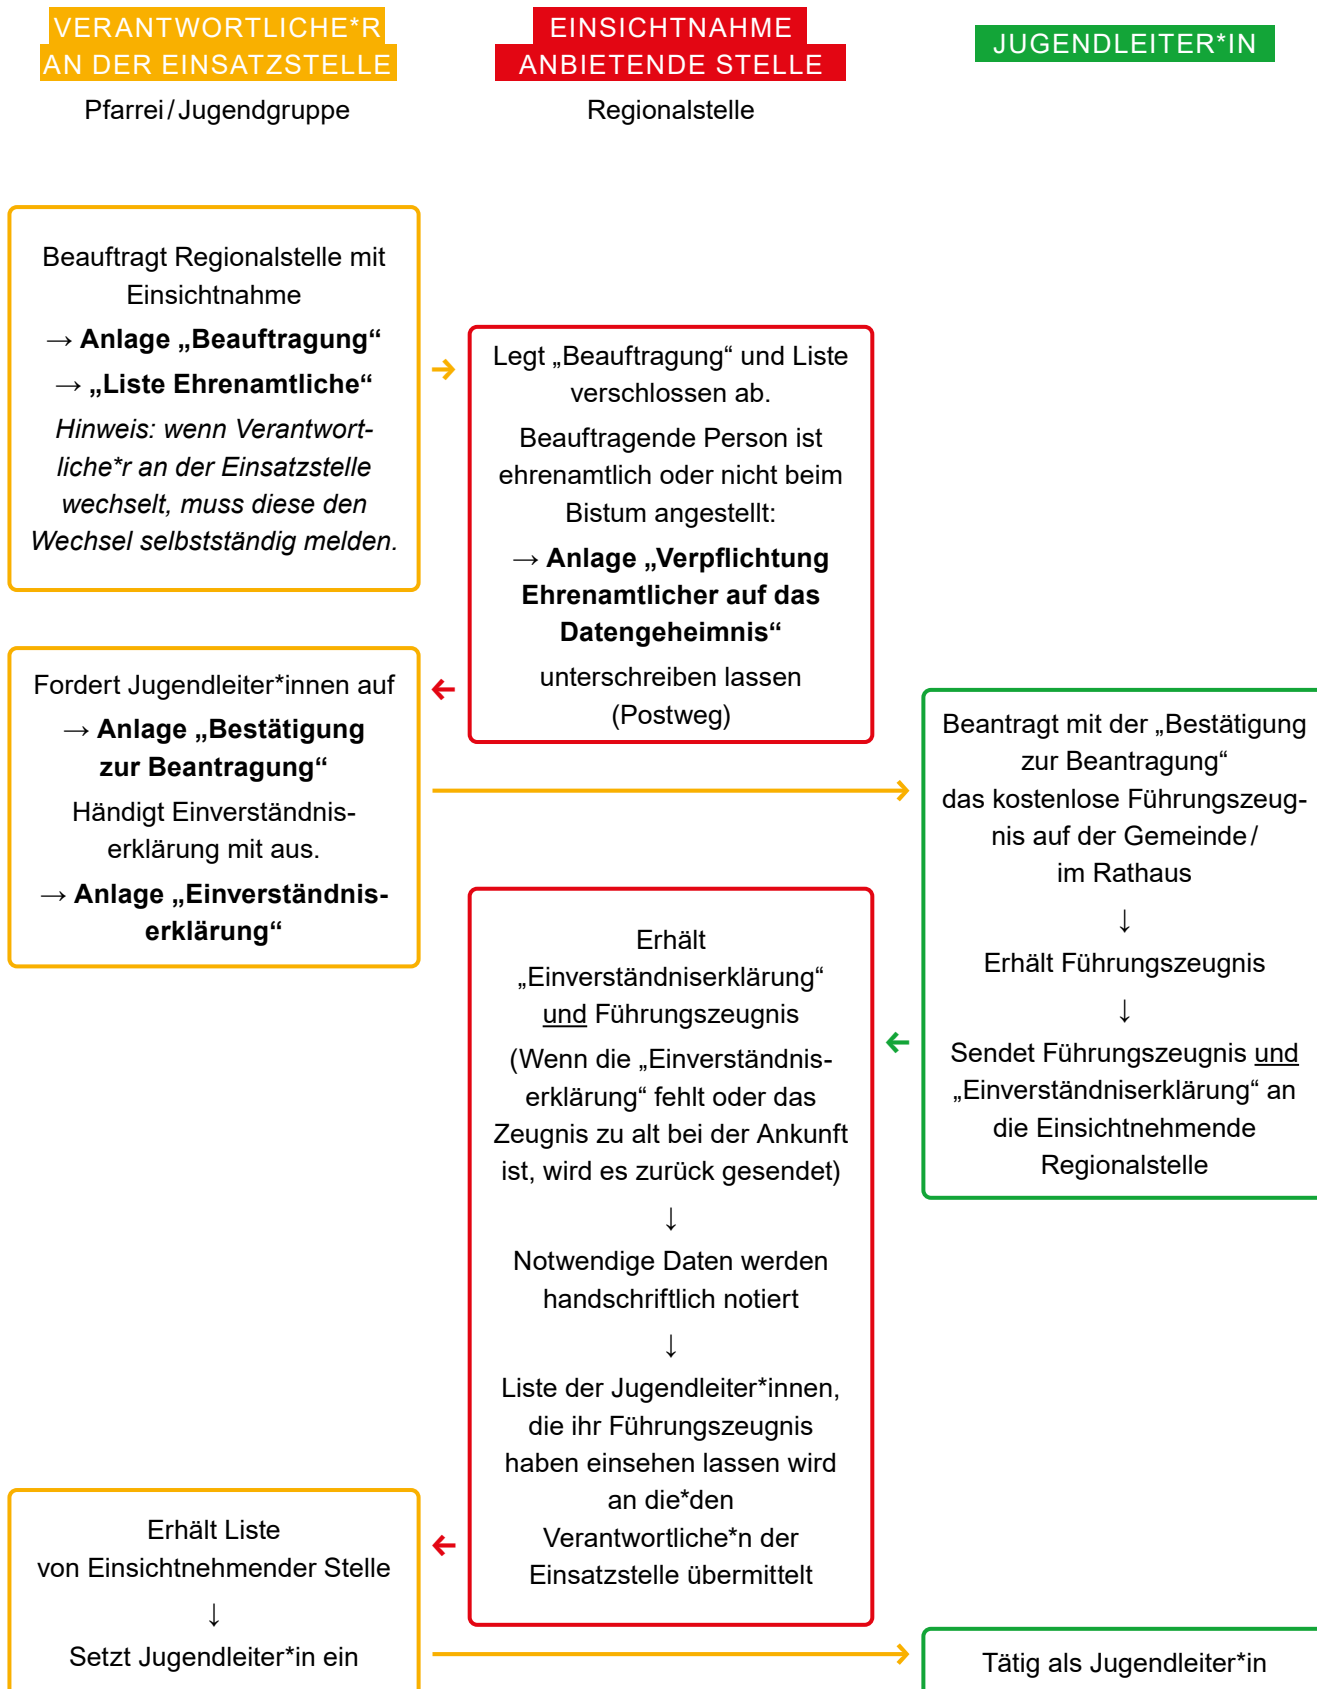 VERANTWORTLICHE*R
AN DER EINSATZSTELLE
Pfarrei/Jugendgruppe
EINSICHTNAHME
ANBIETENDE STELLE
Regionalstelle
JUGENDLEITER*IN
Beauftragt Regionalstelle mit
Einsichtnahme
→ Anlage „Beauftragung“
→ „Liste Ehrenamtliche“
Hinweis: wenn Verantwort-
liche*r an der Einsatzstelle
wechselt, muss diese den
Wechsel selbstständig melden.
Legt „Beauftragung“ und Liste
verschlossen ab.
Beauftragende Person ist
ehrenamtlich oder nicht beim
Bistum angestellt:
→ Anlage „Verpflichtung
Ehrenamtlicher auf das
Datengeheimnis“
unterschreiben lassen
(Postweg)
Fordert Jugendleiter*innen auf
→ Anlage „Bestätigung
zur Beantragung“
Händigt Einverständnis-
erklärung mit aus.
→ Anlage „Einverständnis-
erklärung“
Beantragt mit der „Bestätigung
zur Beantragung“
das kostenlose Führungszeug-
nis auf der Gemeinde/
im Rathaus
↓
Erhält Führungszeugnis
↓
Sendet Führungszeugnis und
„Einverständniserklärung“ an
die Einsichtnehmende
Regionalstelle
Erhält
„Einverständniserklärung“
und Führungszeugnis
(Wenn die „Einverständnis-
erklärung“ fehlt oder das
Zeugnis zu alt bei der Ankunft
ist, wird es zurück gesendet)
↓
Notwendige Daten werden
handschriftlich notiert
↓
Liste der Jugendleiter*innen,
die ihr Führungszeugnis
haben einsehen lassen wird
an die*den
Verantwortliche*n der
Einsatzstelle übermittelt
Erhält Liste
von Einsichtnehmender Stelle
↓
Setzt Jugendleiter*in ein
Tätig als Jugendleiter*in